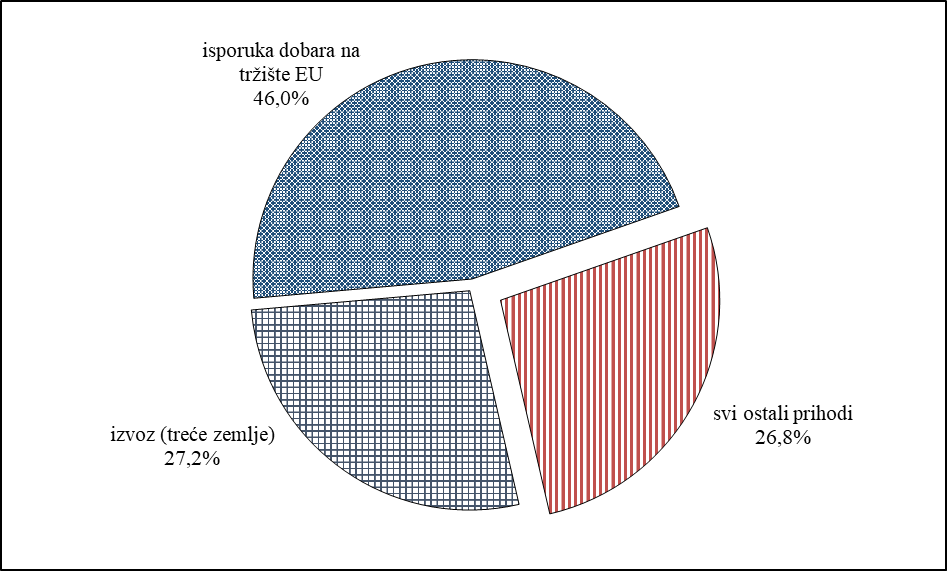 isporuka dobara na
tržište EU
46,0%
svi ostali prihodi
26,8%
izvoz (treće zemlje)
27,2%